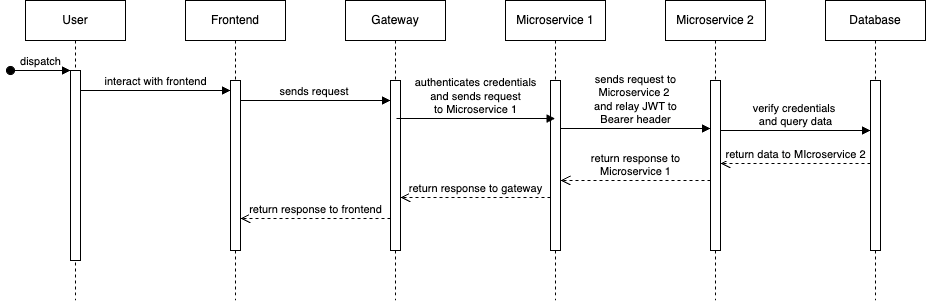 User
Frontend
Gateway
Microservice 1
Microservice 2
Database
dispatch
interact with frontend
sends request
authenticates credentials
and sends request
to Microservice 1
sends request to
Microservice 2
and relay JWT to
Bearer header
verify credentials
and query data
return data to MIcroservice 2
return response to
Microservice 1
return response to gateway
return response to frontend